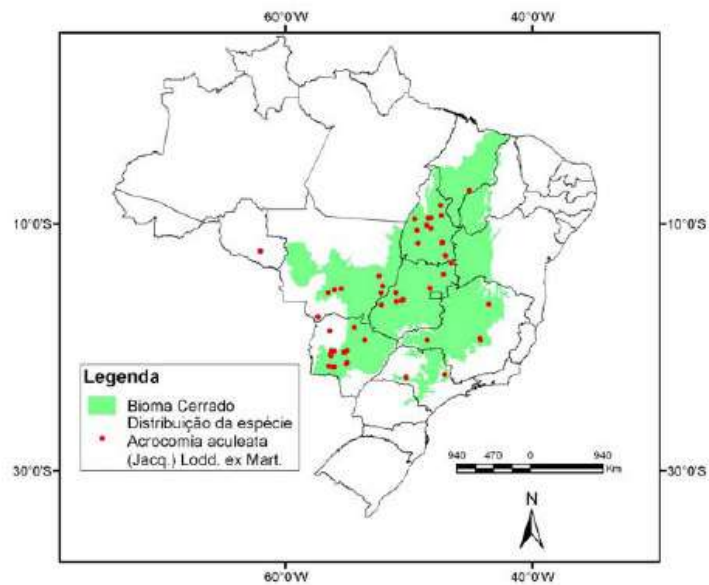 60°0'W 40°0'W
10°0'S 10°0'S
Legenda
Bioma Cerrado
Distribuição da espécie
Acrocomia aculeata
(Jacq.) Lodd. ex Mart.
940 470 0 940
Km
30°0'S 30°0'S
N
60°0'W 40°0'W